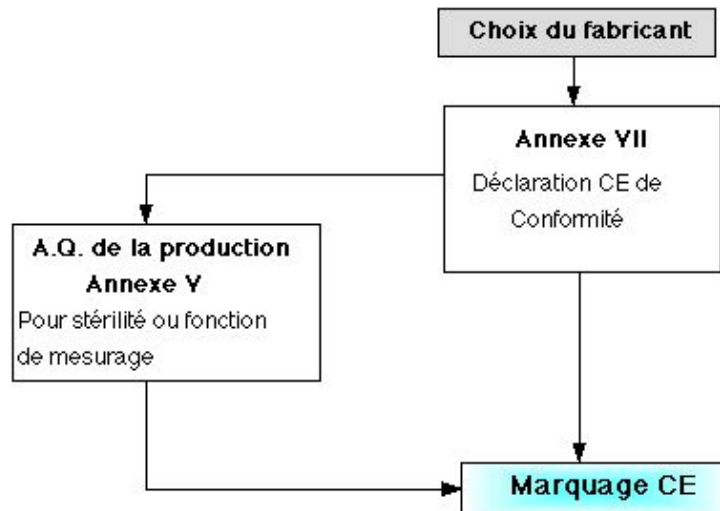 Choix du fabricant
Annexe VII
Déclaration CE de
Conformité
A.Q. de la production
Annexe V
Pour stérilité ou fonction
de mesurage
Marquage CE